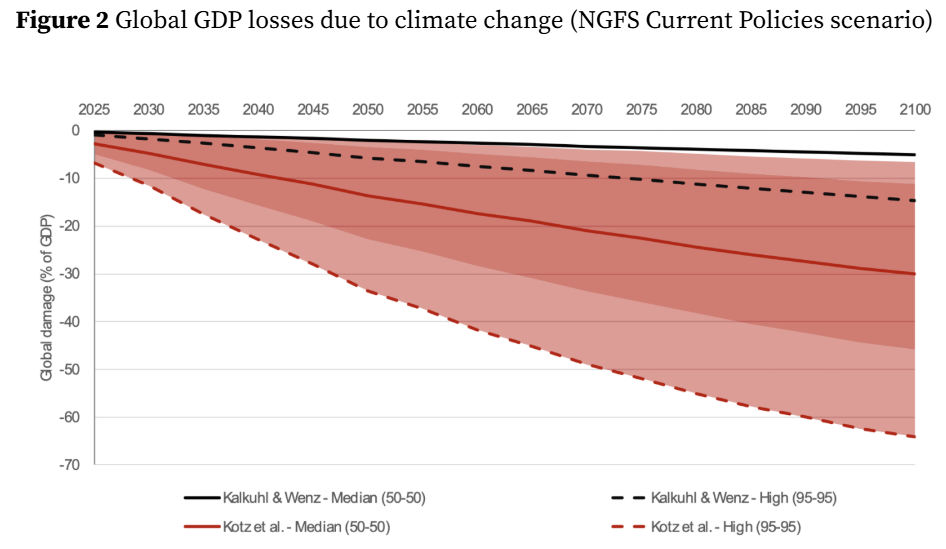 Figure 2 Global GDP losses due to climate change (NGFS Current Policies scenario)
2025 2030 2035 2040 2045 2050 2055 2060 2065 2070 2075 2080 2085 2090 2095 2100
0
-10
-20
-30
-40
-50
-60
-70
Global damage (% of GDP)
Kalkuhl & Wenz - Median (50-50)
Kalkuhl & Wenz - High (95-95)
Kotz et al. - Median (50-50)
Kotz et al. - High (95-95)